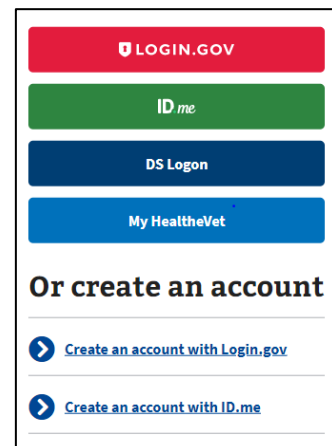 LOGIN.GOV
ID.me
DS Logon
My HealtheVet
Or create an account
Create an account with Login.gov
Create an account with ID.me